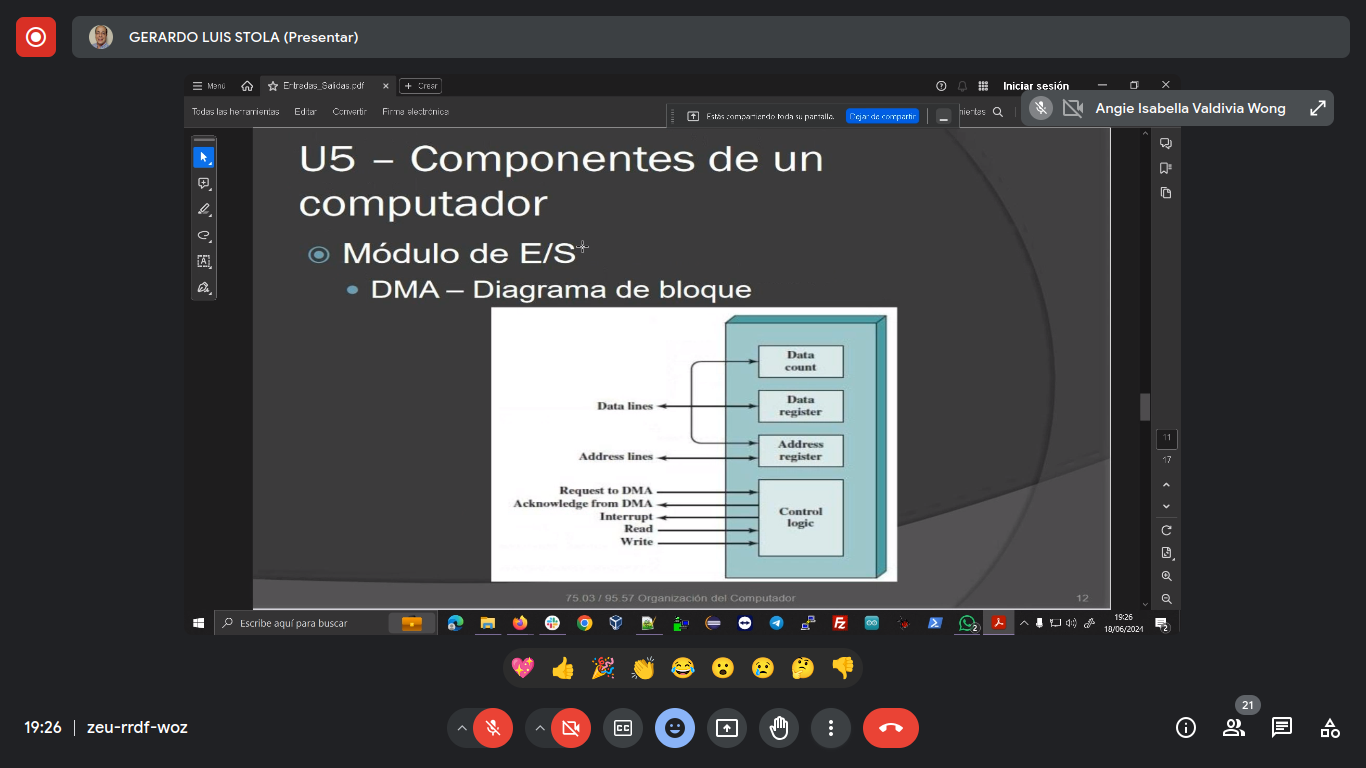 GERARDO LUIS STOLA (Presentar)
Menú
Entradas_Salidas.pdf
Crear
Iniciar sesión
Todas las herramientas
Editar
Convertir
Firma electrónica
Estás compartiendo toda su pantalla.
Dejar de compartir
mientas
Angie Isabella Valdivia Wong
U5 – Componentes de un
computador
Módulo de E/S
DMA – Diagrama de bloque
Data
count
Data lines
Data
register
Address lines
Address
register
Request to DMA
Acknowledge from DMA
Interrupt
Read
Write
Control
logic
75.03 / 95.57 Organización del Computador
12
11
17
Escribe aquí para buscar
2
19:26
18/06/2024
2
19:26
zeu-rrdf-woz
21